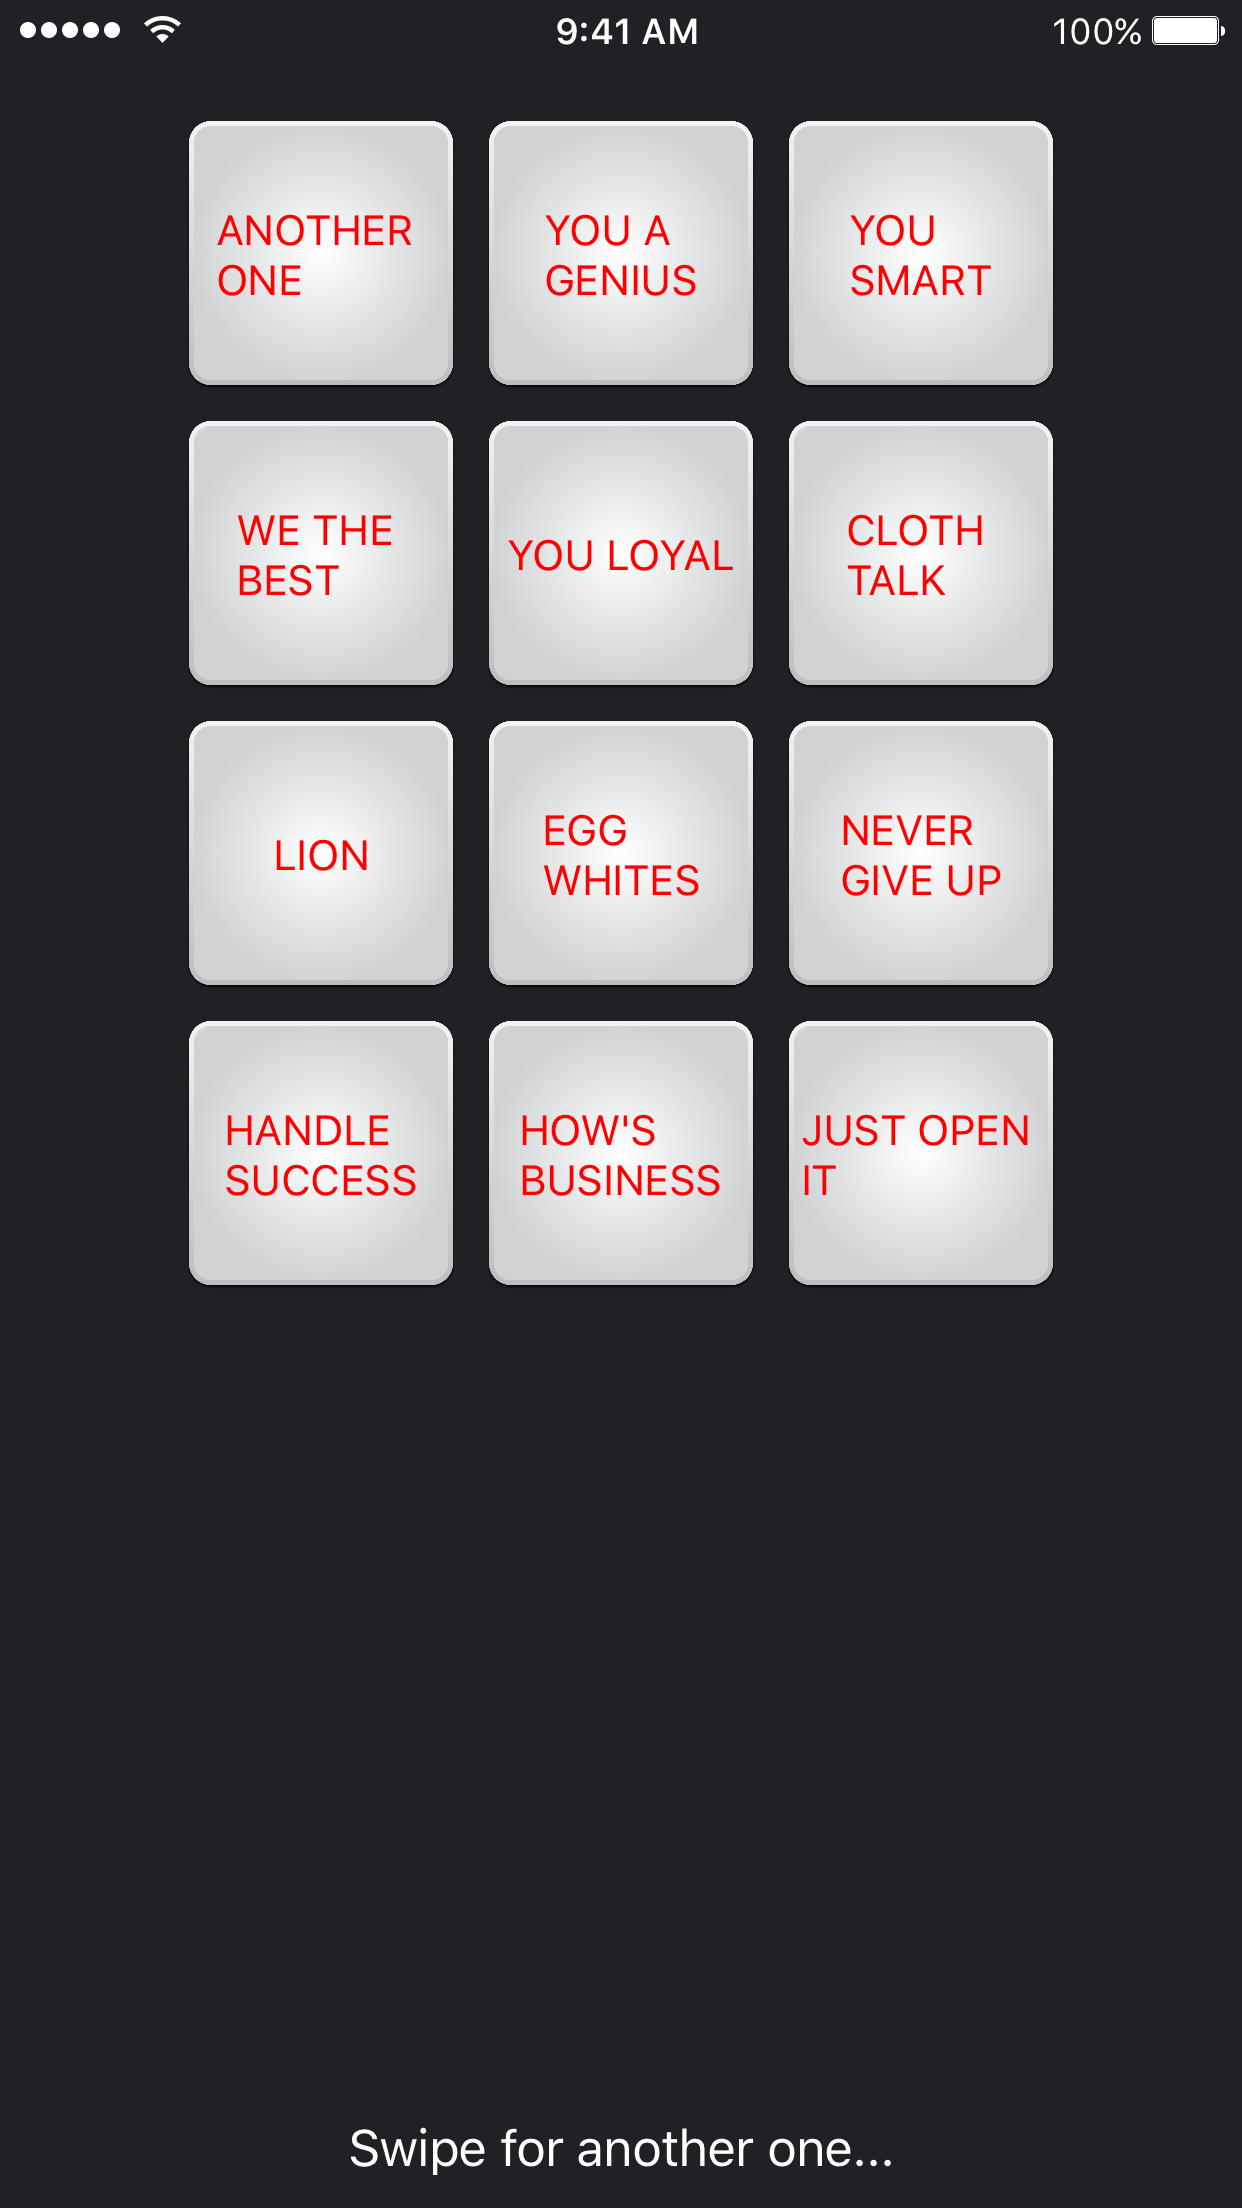 9:41 AM
100%
ANOTHER
ONE
YOU A
GENIUS
YOU
SMART
WE THE
BEST
YOU LOYAL
CLOTH
TALK
LION
EGG
WHITES
NEVER
GIVE UP
HANDLE
SUCCESS
HOW'S
BUSINESS
JUST OPEN
IT
Swipe for another one...